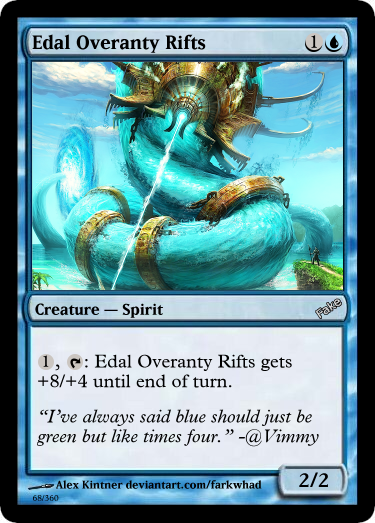 Edal Overanty Rifts 1
Creature — Spirit
Fake
1, : Edal Overanty Rifts gets
+8/+4 until end of turn.
“I’ve always said blue should just be
green but like times four.” -@Vimmy
Alex Kintner deviantart.com/farkwhad
2/2
68/360